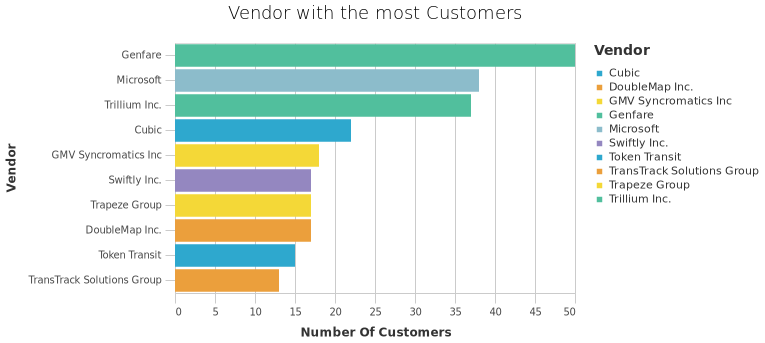 Vendor with the most Customers
Vendor
Genfare
Microsoft
Trillium Inc.
Cubic
GMV Syncromatics Inc
Swiftly Inc.
Trapeze Group
DoubleMap Inc.
Token Transit
TransTrack Solutions Group
0 5 10 15 20 25 30 35 40 45 50
Number Of Customers
Vendor
Cubic
DoubleMap Inc.
GMV Syncromatics Inc
Genfare
Microsoft
Swiftly Inc.
Token Transit
TransTrack Solutions Group
Trapeze Group
Trillium Inc.